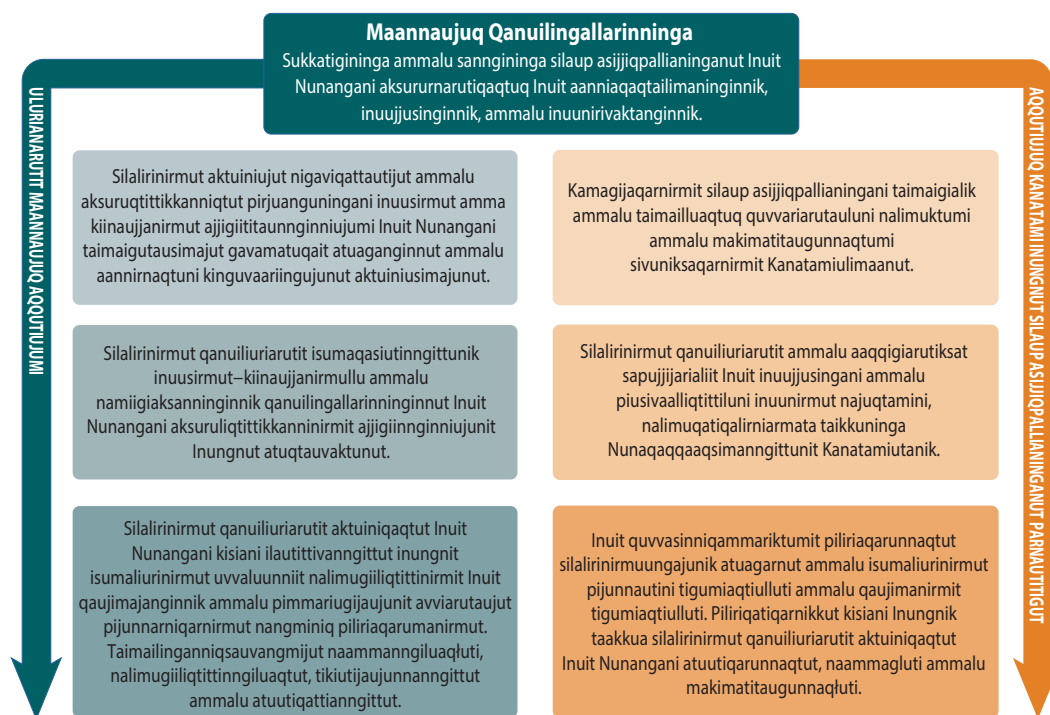 Maannaujuq Qanuilingallarinninga
Sukkatigininga ammalu sanngininga silaup asijjiqpallianinganut Inuit
Nunangani aksururnarutiqaqtuq Inuit aanniaqaqtailimaninginnik,
inuujjusinginnik, ammalu inuunirivaktanginnik.
ULURIANARUTIT MAANNAUJUQ AQQUTIUJUMI
Silalirinirmut aktuiniujut nigaviqattautijut ammalu
aksuruqtittikkanniqtut pirjuanguningani inuusirmut amma
kiinaujjanirmut ajjigiititaunnginniujumi Inuit Nunangani
taimaigutausimajut gavamatuqait atuaganginnut ammalu
aannirnaqtuni kinguvaariingujunut aktuiniusimajunut.
Silalirinirmut qanuiliuriarutit isumaqasiutinngittunik
inuusirmut–kiinaujjanirmullu ammalu
namiigiaksanninginnik qanuilingallarinninginnut Inuit
Nunangani aksuruliqtittikkanninirmit ajjigiinnginniujunit
Inungnut atuqtauvaktunut.
Silalirinirmut qanuiliuriarutit aktuiniqaqtut Inuit
Nunangani kisiani ilautittivanngittut inungnit
isumaliurinirmut uvvaluunniit nalimugiiliqtittinirmit Inuit
qaujimajanginnik ammalu pimmariugijaujunit avviarutaujut
pijunnarniqarnirmut nangminiq piliriaqarumanirmut.
Taimailinganniqsauvangmijut naammanngiluaqłuti,
nalimugiiliqtittinngiluaqtut, tikiutijaujunnanngittut
ammalu atuutiqattianngittut.
Kamagijaqarnirmit silaup asijjiqpallianingani taimaigialik
ammalu taimailluaqtuq quvvariarutauluni nalimuktumi
ammalu makimatitaugunnaqtumi
sivuniksaqarnirmit Kanatamiulimaanut.
Silalirinirmut qanuiliuriarutit ammalu aaqqigiarutiksat
sapujjijarialiit Inuit inuujjusingani ammalu
piusivaalliqtittiluni inuunirmut najuqtamini,
nalimuqatiqalirniarmata taikkuninga
Nunaqaqqaaqsimanngittunit Kanatamiutanik.
Inuit quvvasinniqammariktumit piliriaqarunnaqtut
silalirinirmuungajunik atuagarnut ammalu isumaliurinirmut
pijunnautini tigumiaqtiulluti ammalu qaujimanirmit
tigumiaqtiulluti. Piliriqatiqarnikkut kisiani Inungnik
taakkua silalirinirmut qanuiliuriarutit aktuiniqaqtut
Inuit Nunangani atuutiqarunnaqtut, naammagluti ammalu
makimatitaugunnaqłuti.
AQQUTIUJUQ KANATAMI INUNGNUT SILAUP ASIJJIQPALLIANINGANUT PARNAUTITIGUT